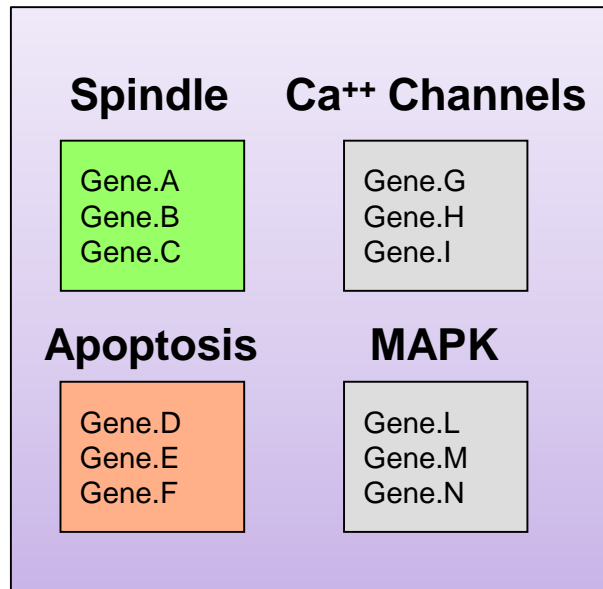 Spindle
Gene.A
Gene.B
Gene.C
Ca++ Channels
Gene.G
Gene.H
Gene.I
Apoptosis
Gene.D
Gene.E
Gene.F
MAPK
Gene.L
Gene.M
Gene.N